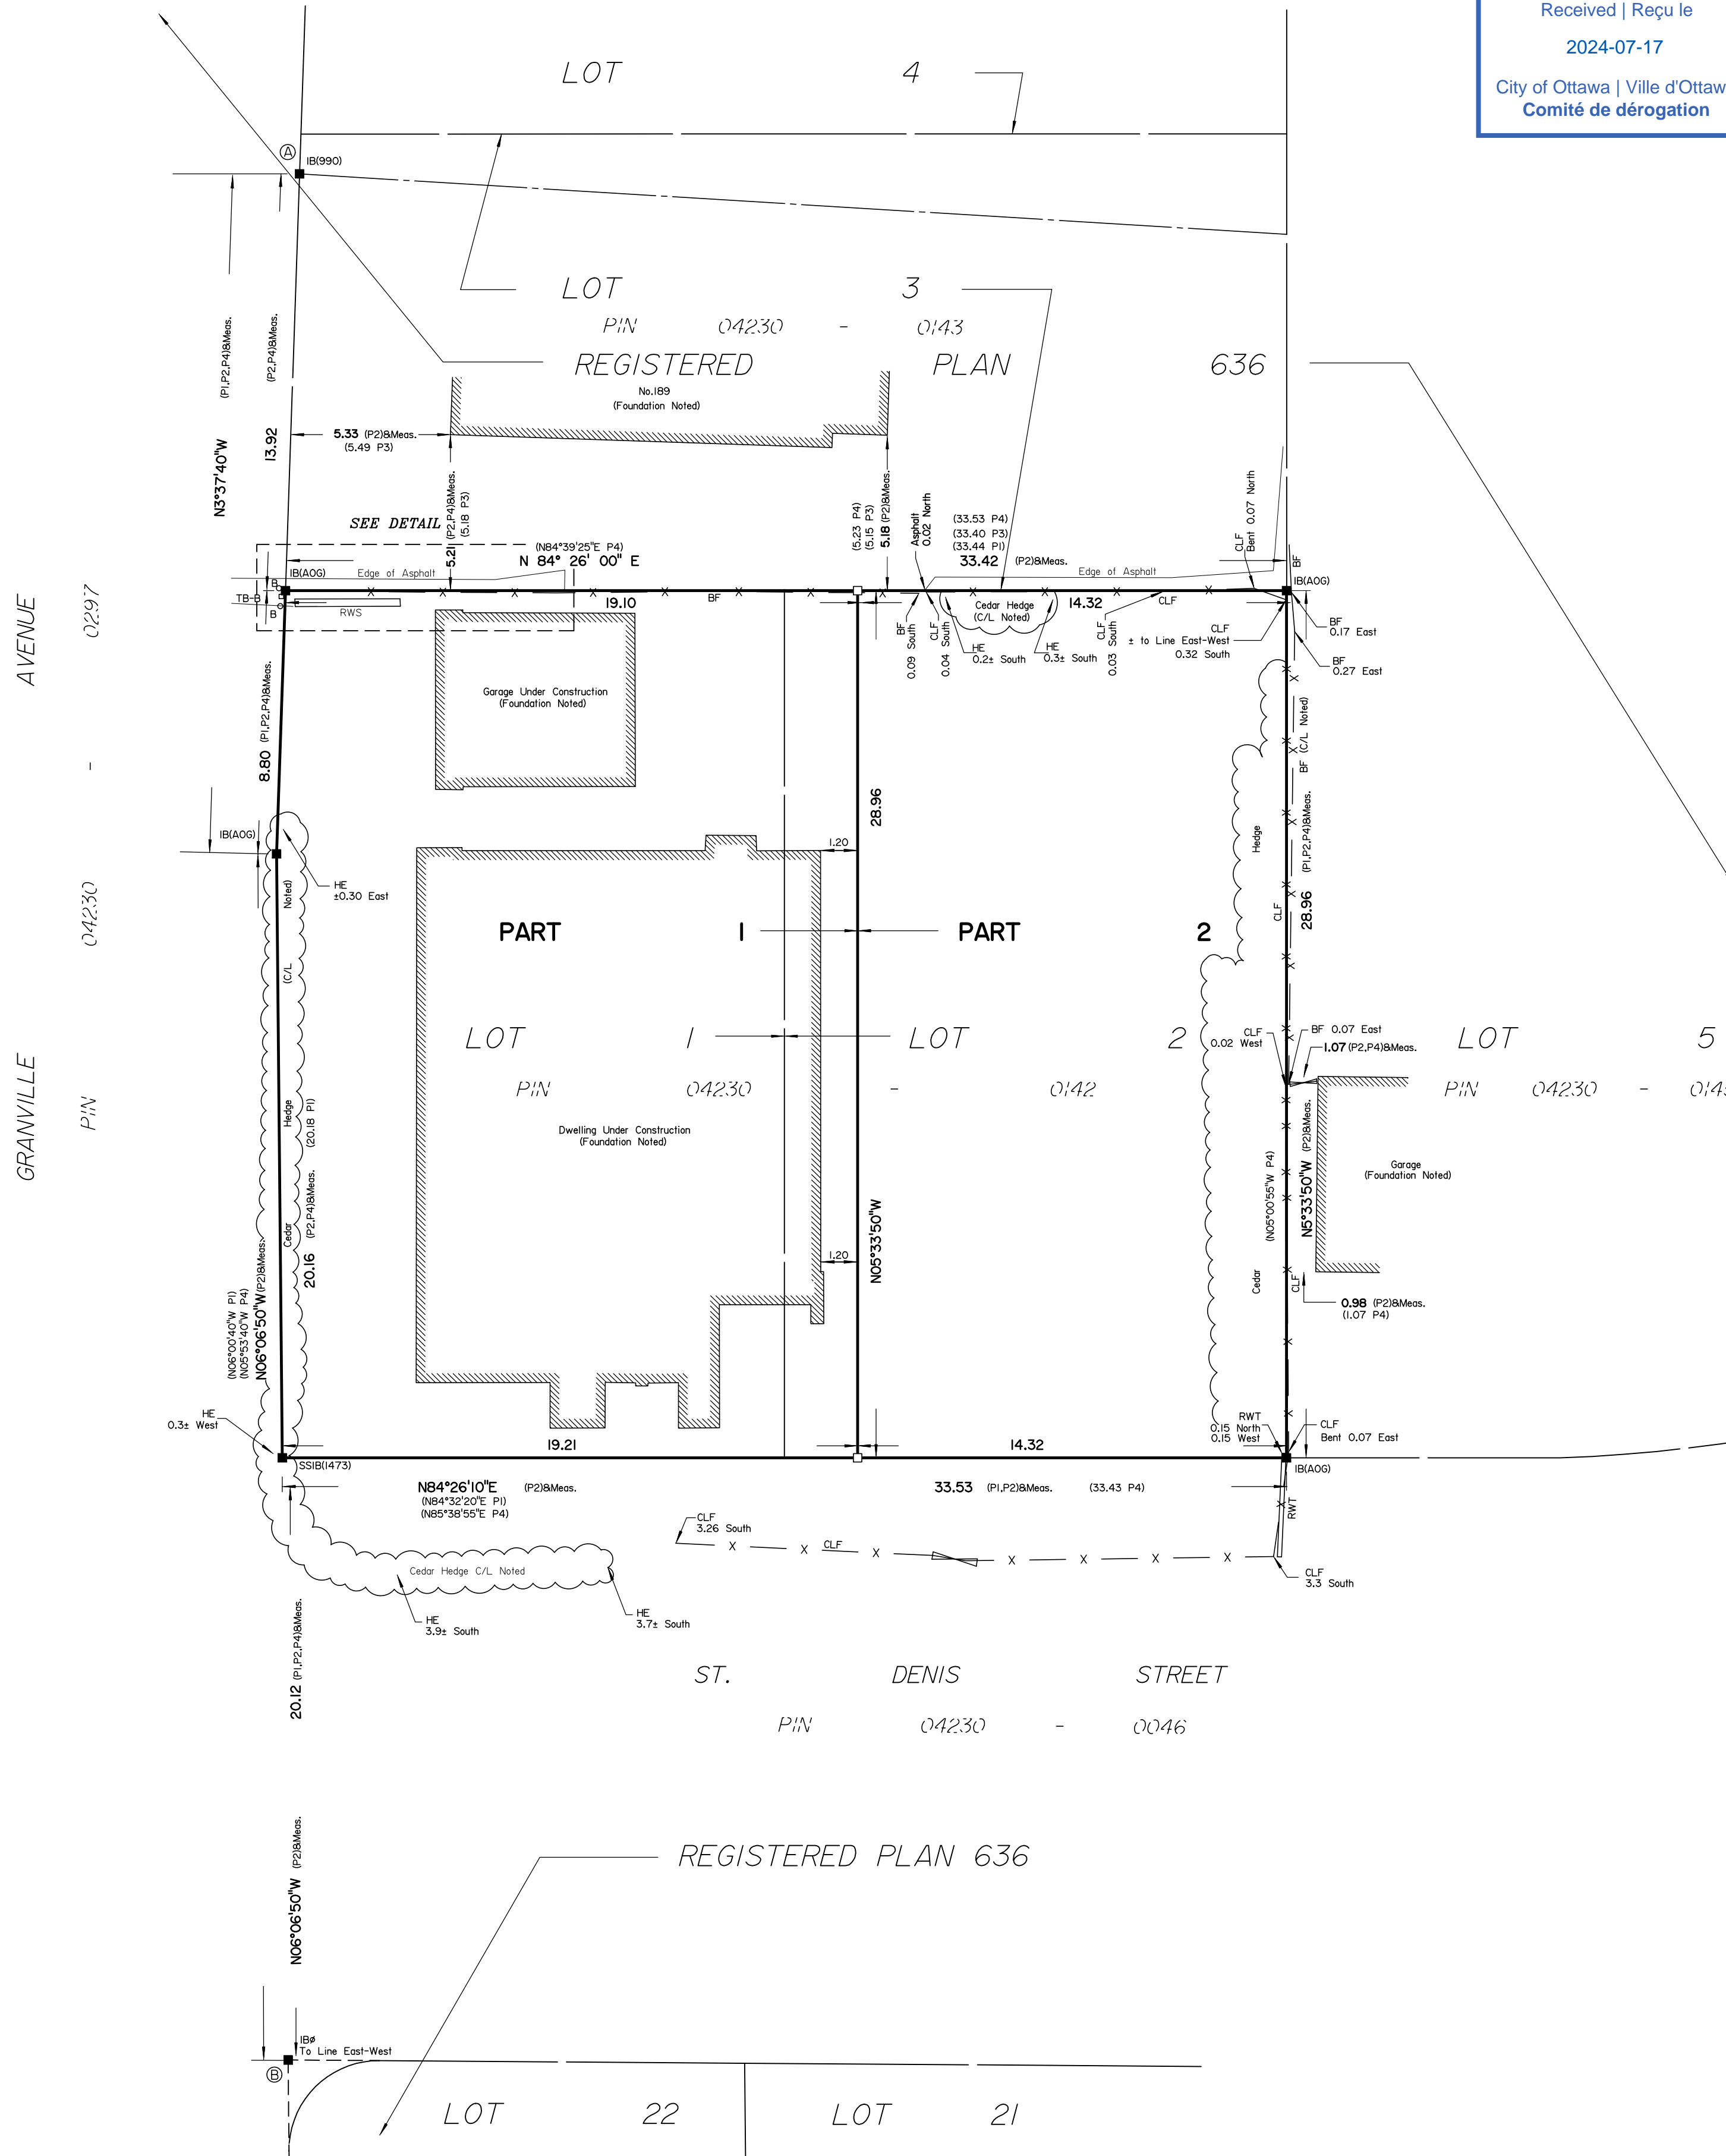 Received | Reçu le
2024-07-17
City of Ottawa | Ville d'Ottaw
Comité de dérogation
LOT 4
A
IB(990)
LOT 3
PIN 04230 - 0143
REGISTERED PLAN 636
No.189
(Foundation Noted)
N3°37'40"W (P1,P2,P4)&Meas.
13.92 (P2,P4)&Meas.
5.33 (P2)&Meas.
(5.49 P3)
5.21 (P2,P4)&Meas.
(5.18 P3)
(5.23 P4)
(5.15 P3)
5.18 (P2)&Meas.
Asphalt
0.02 North
(33.53 P4)
(33.40 P3)
(33.44 P1)
33.42 (P2)&Meas.
CLF
Bent 0.07 North
BF
SEE DETAIL
(N84°39'25"E P4)
N 84° 26' 00" E
IB(AOG)
Edge of Asphalt
Edge of Asphalt
IB(AOG)
B
TB-B
B
B
RWS
19.10
BF
14.32
CLF
Cedar Hedge
(C/L Noted)
BF
0.09 South
CLF
0.04 South
HE
0.2± South
HE
0.3± South
CLF
0.03 South
CLF
± to Line East-West
0.32 South
BF
0.17 East
BF
0.27 East
AVENUE
0297
-
04230
GRANVILLE
PIN
8.80 (P1,P2,P4)&Meas.
Garage Under Construction
(Foundation Noted)
IB(AOG)
HE
±0.30 East
28.96
1.20
Hedge
BF (C/L Noted)
28.96 (P1,P2,P4)&Meas.
CLF
PART 1
PART 2
Cedar Hedge (C/L Noted)
LOT 1
LOT 2
CLF
0.02 West
BF 0.07 East
1.07 (P2,P4)&Meas.
LOT 5
PIN 04230 - 0142
PIN 04230 - 014
Dwelling Under Construction
(Foundation Noted)
Garage
(Foundation Noted)
20.16 (P2,P4)&Meas. (20.18 P1)
(N06°00'40"W P1)
(N05°53'40"W P4)
N06°06'50"W (P2)&Meas.
1.20
N05°33'50"W
(N05°00'55"W P4)
N5°33'50"W (P2)&Meas.
Cedar
CLF
0.98 (P2)&Meas.
(1.07 P4)
HE
0.3± West
SSIB(1473)
19.21
14.32
RWT
0.15 North
0.15 West
CLF
Bent 0.07 East
IB(AOG)
N84°26'10"E (P2)&Meas.
(N84°32'20"E P1)
(N85°38'55"E P4)
33.53 (P1,P2)&Meas. (33.43 P4)
RWT
CLF
3.26 South
CLF
CLF
3.3 South
Cedar Hedge C/L Noted
HE
3.9± South
HE
3.7± South
20.12 (P1,P2,P4)&Meas.
ST. DENIS STREET
PIN 04230 - 0046
N06°06'50"W (P2)&Meas.
REGISTERED PLAN 636
IBø
To Line East-West
B
LOT 22
LOT 21